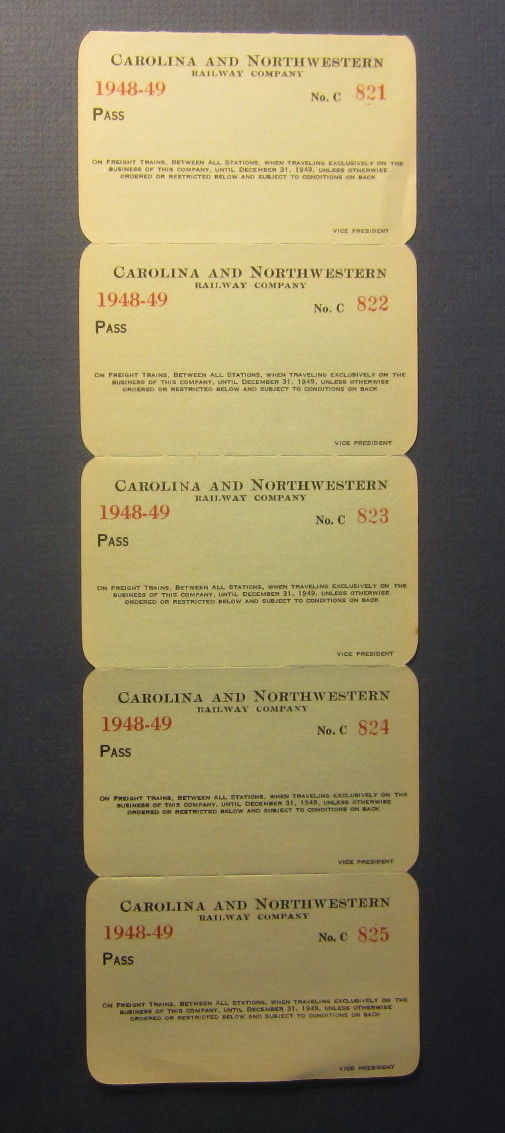 CAROLINA AND NORTHWESTERN
RAILWAY COMPANY
1948-49
No. C 821
PASS
ON FREIGHT TRAINS, BETWEEN ALL STATIONS, WHEN TRAVELING EXCLUSIVELY ON THE
BUSINESS OF THIS COMPANY, UNTIL DECEMBER 31, 1949, UNLESS OTHERWISE
ORDERED OR RESTRICTED BELOW AND SUBJECT TO CONDITIONS ON BACK
VICE PRESIDENT
CAROLINA AND NORTHWESTERN
RAILWAY COMPANY
1948-49
No. C 822
PASS
ON FREIGHT TRAINS, BETWEEN ALL STATIONS, WHEN TRAVELING EXCLUSIVELY ON THE
BUSINESS OF THIS COMPANY, UNTIL DECEMBER 31, 1949, UNLESS OTHERWISE
ORDERED OR RESTRICTED BELOW AND SUBJECT TO CONDITIONS ON BACK
VICE PRESIDENT
CAROLINA AND NORTHWESTERN
RAILWAY COMPANY
1948-49
No. C 823
PASS
ON FREIGHT TRAINS, BETWEEN ALL STATIONS, WHEN TRAVELING EXCLUSIVELY ON THE
BUSINESS OF THIS COMPANY, UNTIL DECEMBER 31, 1949, UNLESS OTHERWISE
ORDERED OR RESTRICTED BELOW AND SUBJECT TO CONDITIONS ON BACK
VICE PRESIDENT
CAROLINA AND NORTHWESTERN
RAILWAY COMPANY
1948-49
No. C 824
PASS
ON FREIGHT TRAINS, BETWEEN ALL STATIONS, WHEN TRAVELING EXCLUSIVELY ON THE
BUSINESS OF THIS COMPANY, UNTIL DECEMBER 31, 1949, UNLESS OTHERWISE
ORDERED OR RESTRICTED BELOW AND SUBJECT TO CONDITIONS ON BACK
VICE PRESIDENT
CAROLINA AND NORTHWESTERN
RAILWAY COMPANY
1948-49
No. C 825
PASS
ON FREIGHT TRAINS, BETWEEN ALL STATIONS, WHEN TRAVELING EXCLUSIVELY ON THE
BUSINESS OF THIS COMPANY, UNTIL DECEMBER 31, 1949, UNLESS OTHERWISE
ORDERED OR RESTRICTED BELOW AND SUBJECT TO CONDITIONS ON BACK
VICE PRESIDENT